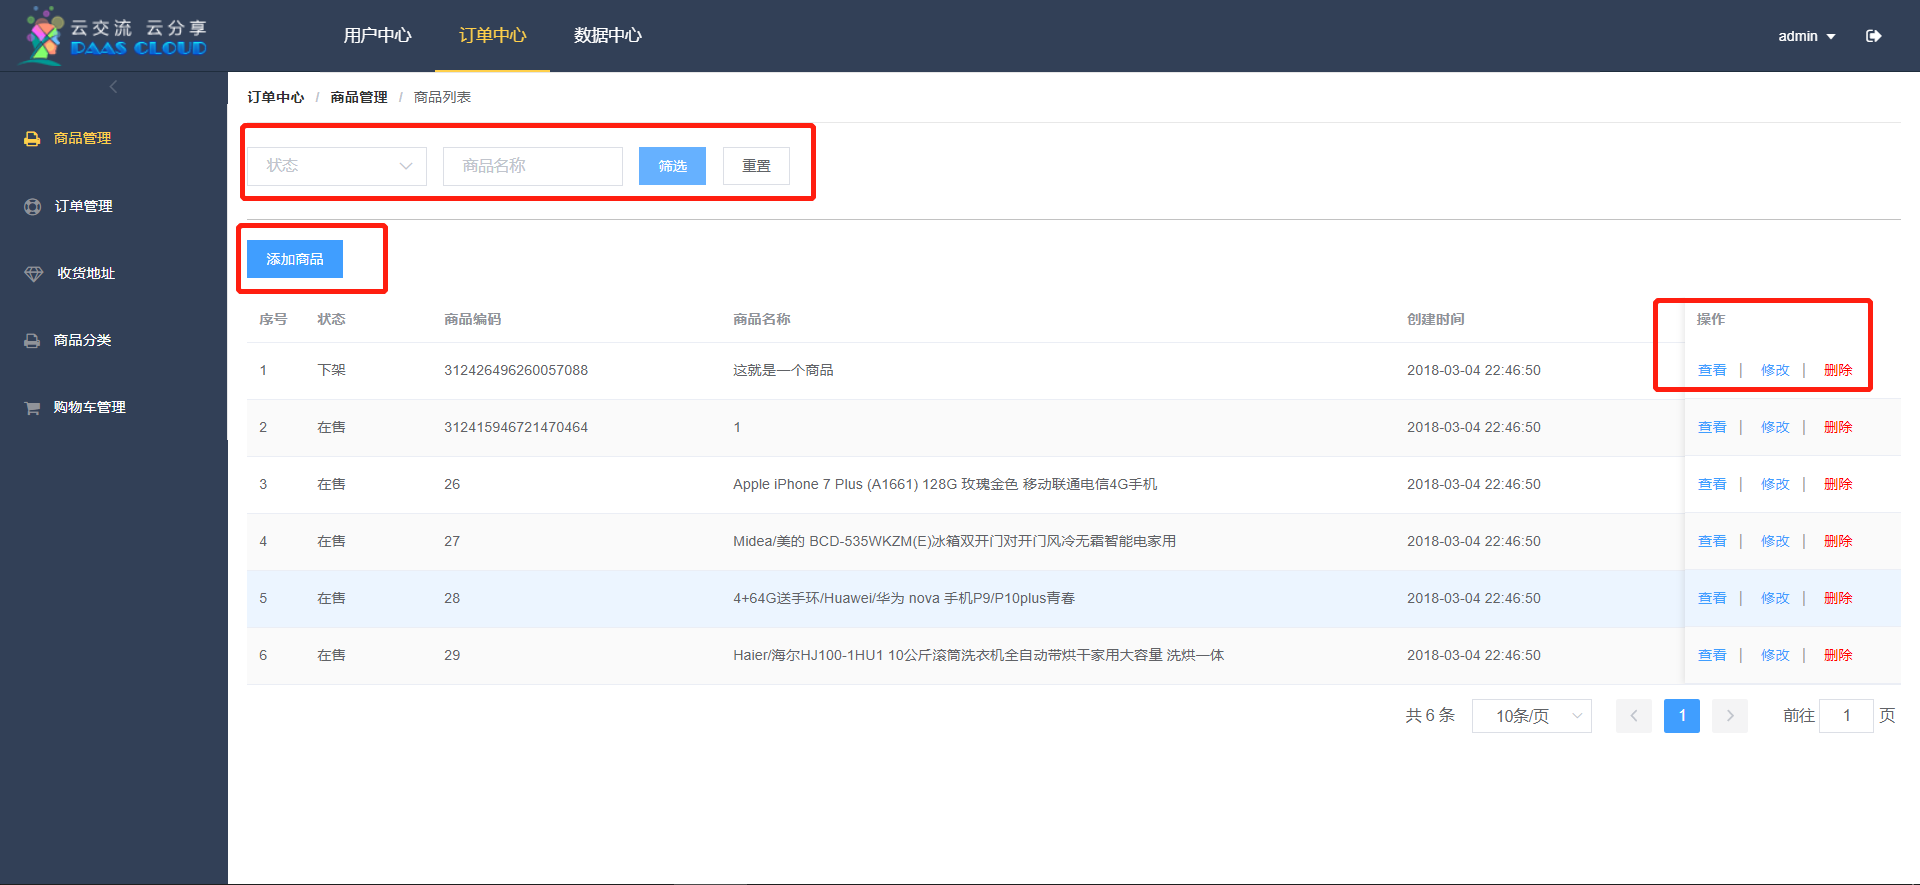 云交流 云分享
DAAS CLOUD
用户中心 订单中心 数据中心
admin
商品管理
订单管理
收货地址
商品分类
购物车管理
订单中心 / 商品管理 / 商品列表
状态 商品名称 筛选 重置
添加商品
序号 状态 商品编码 商品名称 创建时间 操作
1 下架 312426496260057088 这就是一个商品 2018-03-04 22:46:50 查看 | 修改 | 删除
2 在售 312415946721470464 1 2018-03-04 22:46:50 查看 | 修改 | 删除
3 在售 26 Apple iPhone 7 Plus (A1661) 128G 玫瑰金色 移动联通电信4G手机 2018-03-04 22:46:50 查看 | 修改 | 删除
4 在售 27 Midea/美的 BCD-535WKZM(E)冰箱双开门对开门风冷无霜智能电家用 2018-03-04 22:46:50 查看 | 修改 | 删除
5 在售 28 4+64G送手环/Huawei/华为 nova 手机P9/P10plus青春 2018-03-04 22:46:50 查看 | 修改 | 删除
6 在售 29 Haier/海尔HJ100-1HU1 10公斤滚筒洗衣机全自动带烘干家用大容量 洗烘一体 2018-03-04 22:46:50 查看 | 修改 | 删除
共 6 条 10条/页 1 前往 1 页